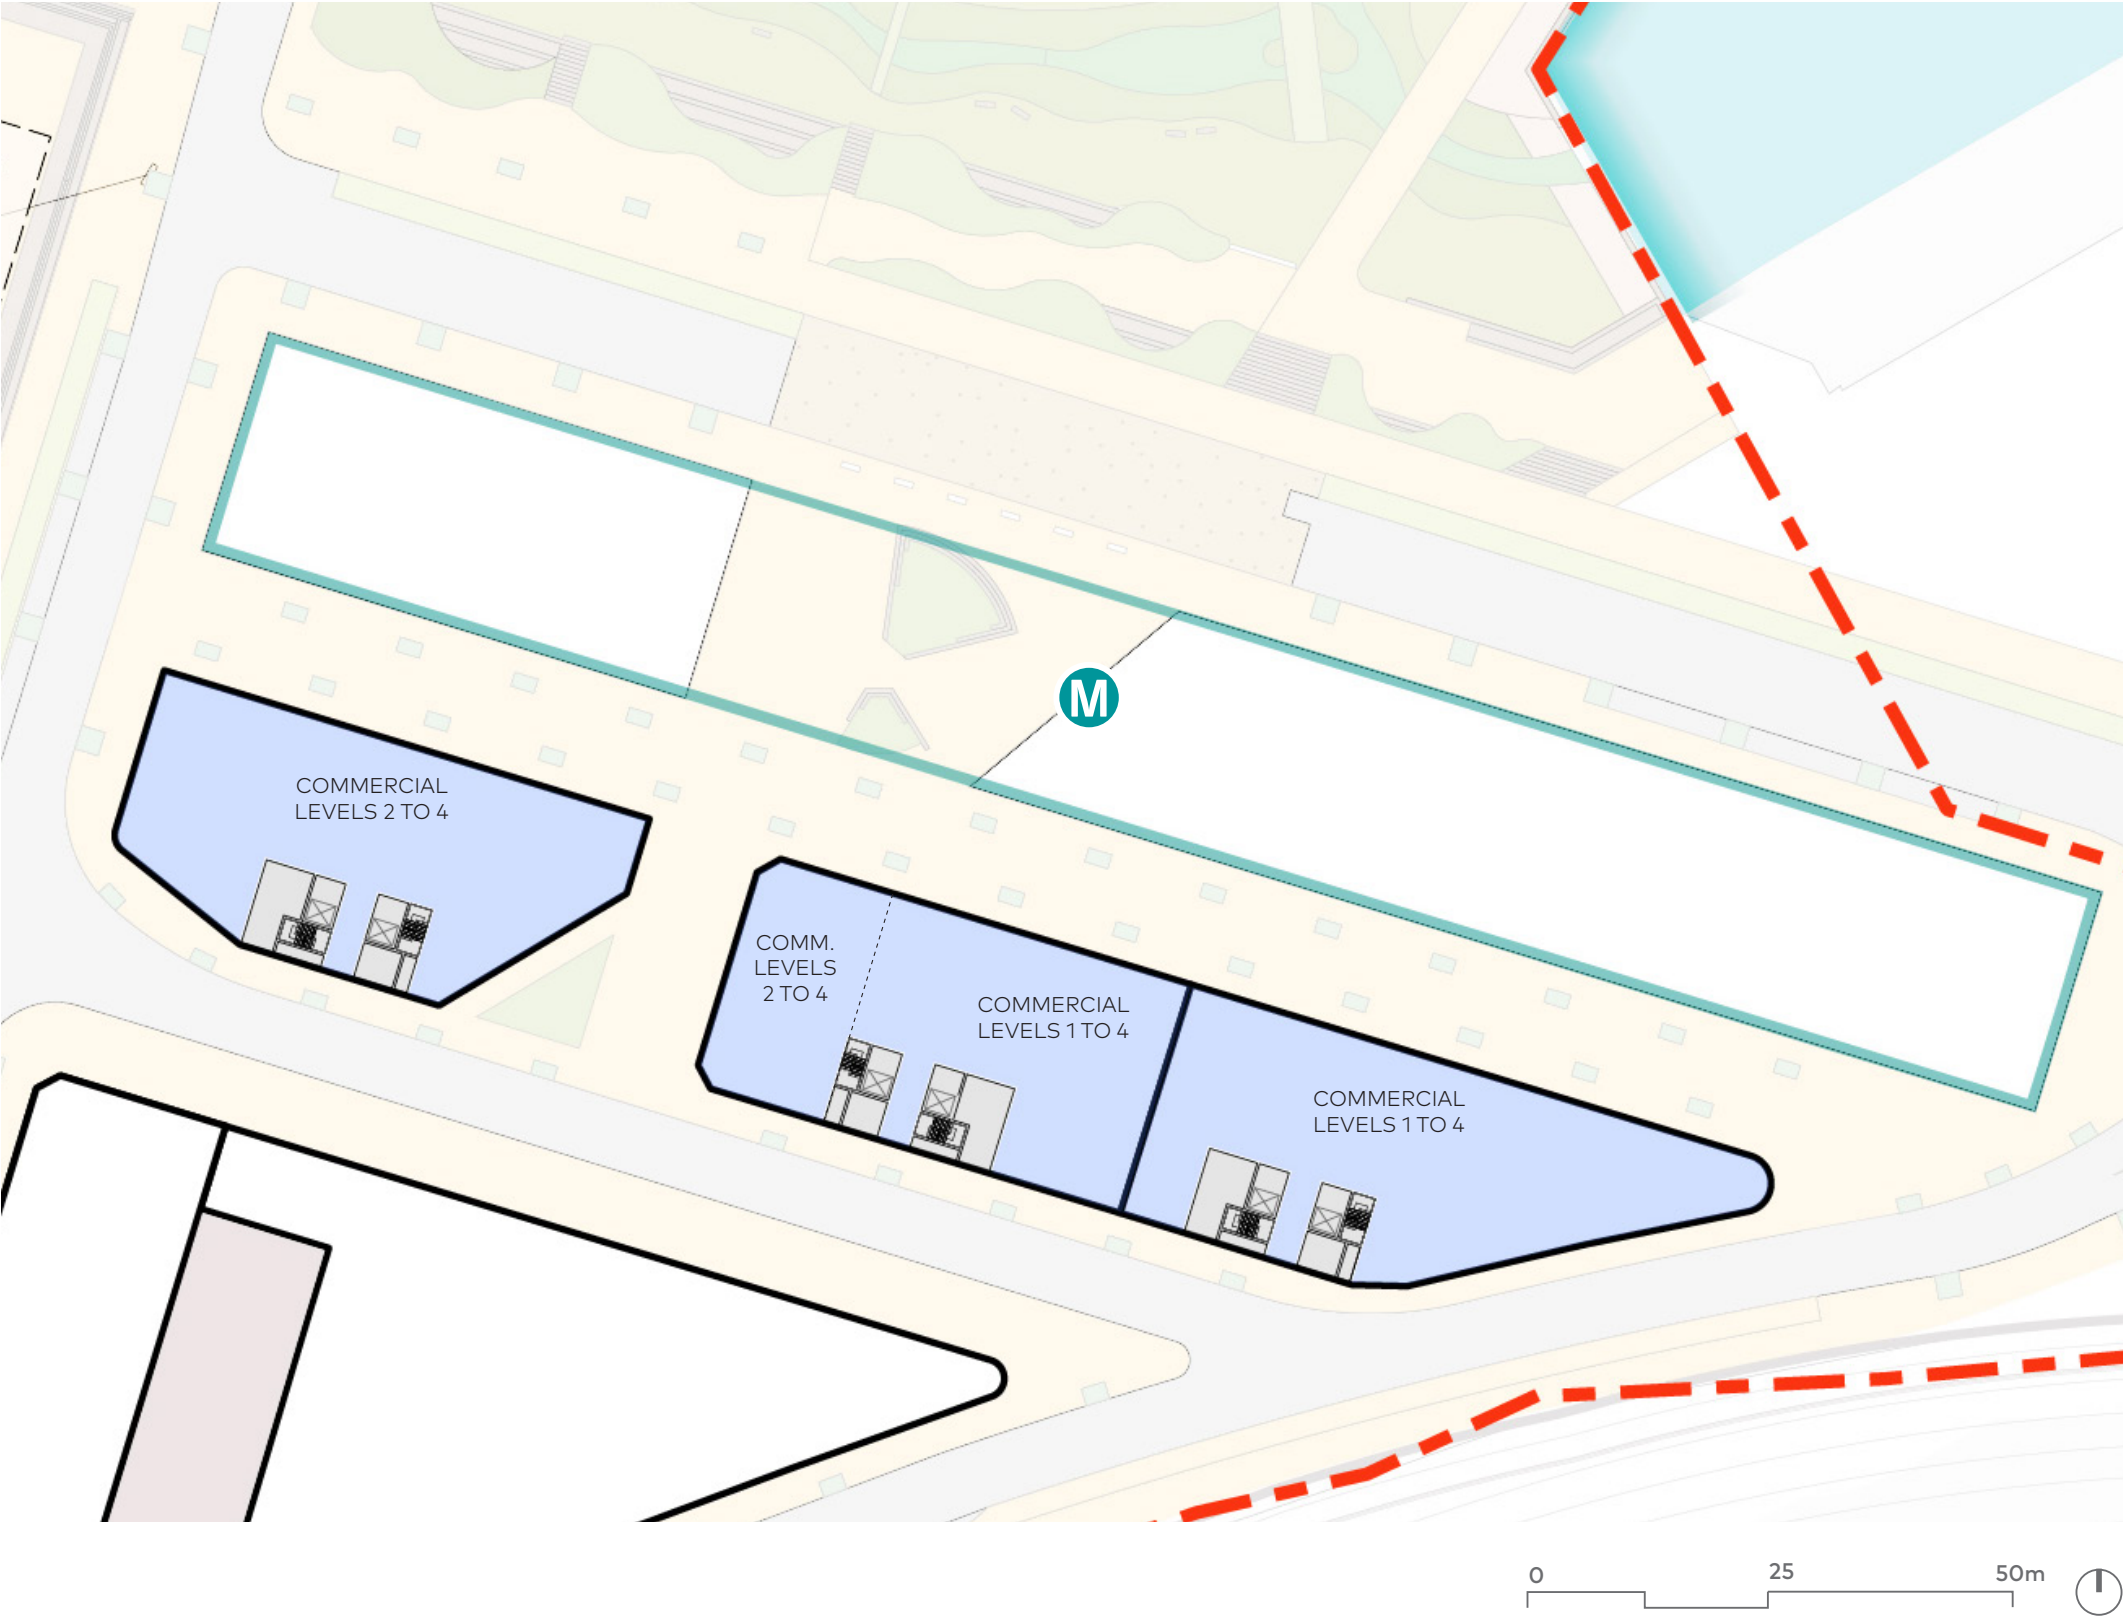 M
COMMERCIAL
LEVELS 2 TO 4
COMM.
LEVELS
2 TO 4
COMMERCIAL
LEVELS 1 TO 4
COMMERCIAL
LEVELS 1 TO 4
0 25 50m